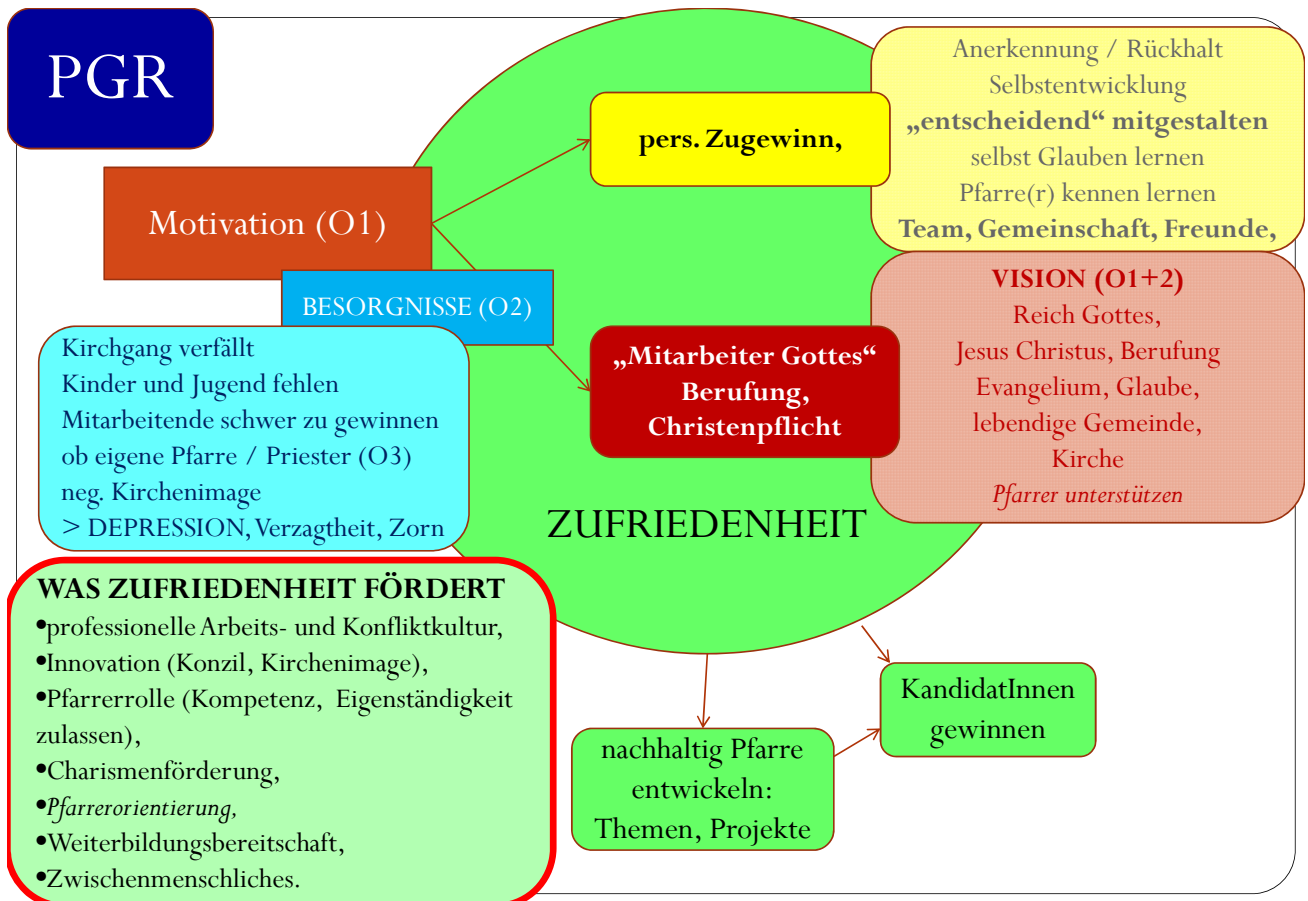 PGR
Motivation (O1)
BESORGNISSE (O2)
Kirchgang verfällt
Kinder und Jugend fehlen
Mitarbeitende schwer zu gewinnen
ob eigene Pfarre / Priester (O3)
neg. Kirchenimage
> DEPRESSION, Verzagtheit, Zorn
pers. Zugewinn,
Anerkennung / Rückhalt
Selbstentwicklung
„entscheidend“ mitgestalten
selbst Glauben lernen
Pfarre(r) kennen lernen
Team, Gemeinschaft, Freunde,
„Mitarbeiter Gottes“
Berufung,
Christenpflicht
VISION (O1+2)
Reich Gottes,
Jesus Christus, Berufung
Evangelium, Glaube,
lebendige Gemeinde,
Kirche
Pfarrer unterstützen
ZUFRIEDENHEIT
WAS ZUFRIEDENHEIT FÖRDERT
•professionelle Arbeits- und Konfliktkultur,
•Innovation (Konzil, Kirchenimage),
•Pfarrerrolle (Kompetenz, Eigenständigkeit
zulassen),
•Charismenförderung,
•Pfarrerorientierung,
•Weiterbildungsbereitschaft,
•Zwischenmenschliches.
nachhaltig Pfarre
entwickeln:
Themen, Projekte
KandidatInnen
gewinnen